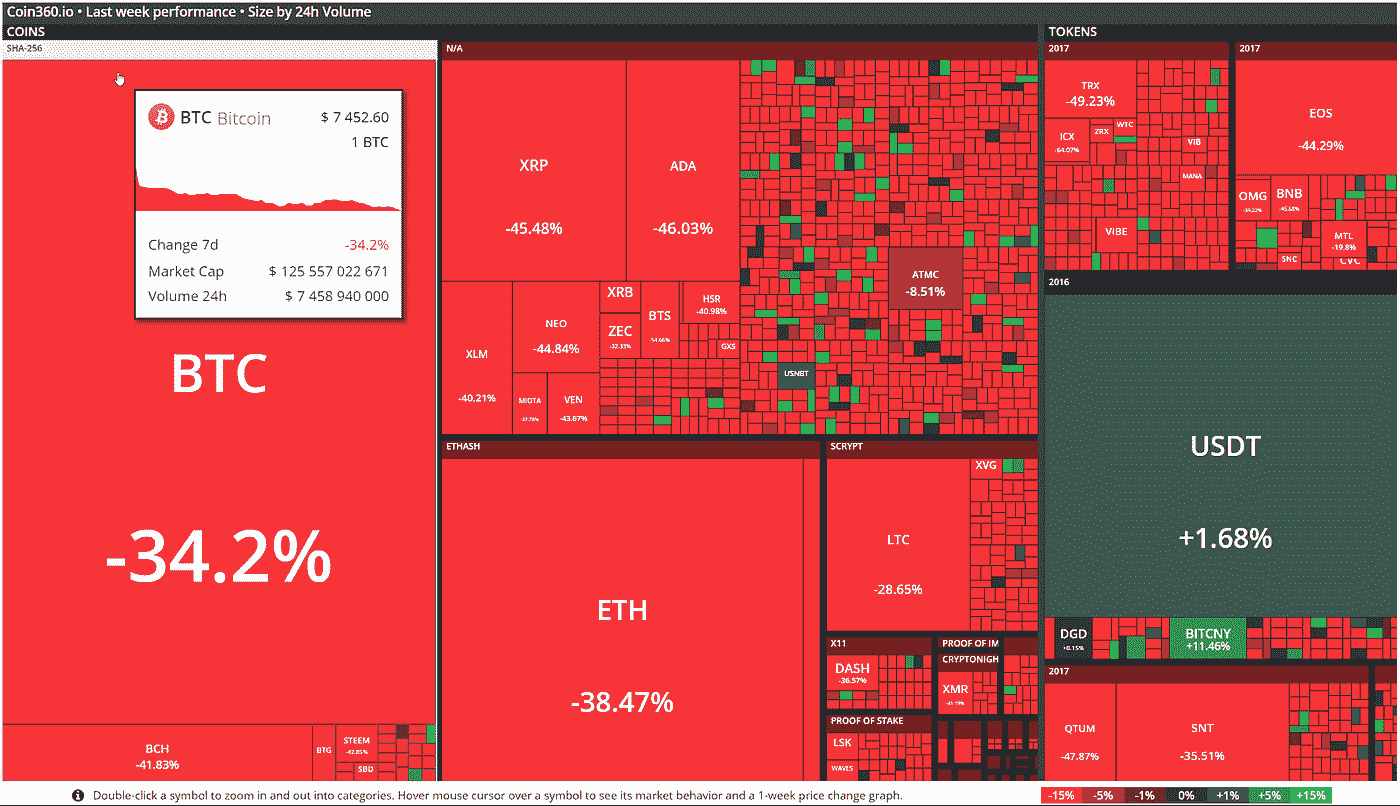 Coin360.io • Last week performance • Size by 24h Volume
COINS
SHA-256
BTC Bitcoin
$ 7 452.60
1 BTC
Change 7d
-34.2%
Market Cap
$ 125 557 022 671
Volume 24h
$ 7 458 940 000
BTC
-34.2%
BCH
-41.83%
BTG
STEEM
-42.85%
SBD
N/A
XRP
-45.48%
ADA
-46.03%
XLM
-40.21%
NEO
-44.84%
MIOTA
VEN
-43.67%
XRB
ZEC
-32.33%
BTS
HSR
-40.98%
GXS
ATMC
-8.51%
USNBT
ETHASH
ETH
-38.47%
SCRYPT
LTC
-28.65%
XVG
X11
DASH
-36.57%
PROOF OF IM
CRYPTONIGH
XMR
PROOF OF STAKE
LSK
WAVES
TOKENS
2017
TRX
-49.23%
ICX
-64.07%
ZRX
WTC
VIB
MANA
VIBE
2017
EOS
-44.29%
OMG
BNB
-45.68%
MTL
-19.8%
SNC
CVC
2016
USDT
+1.68%
DGD
+0.15%
BITCNY
+11.46%
2017
QTUM
-47.87%
SNT
-35.51%
Double-click a symbol to zoom in and out into categories. Hover mouse cursor over a symbol to see its market behavior and a 1-week price change graph.
-15% -5% -1% 0% +1% +5% +15%